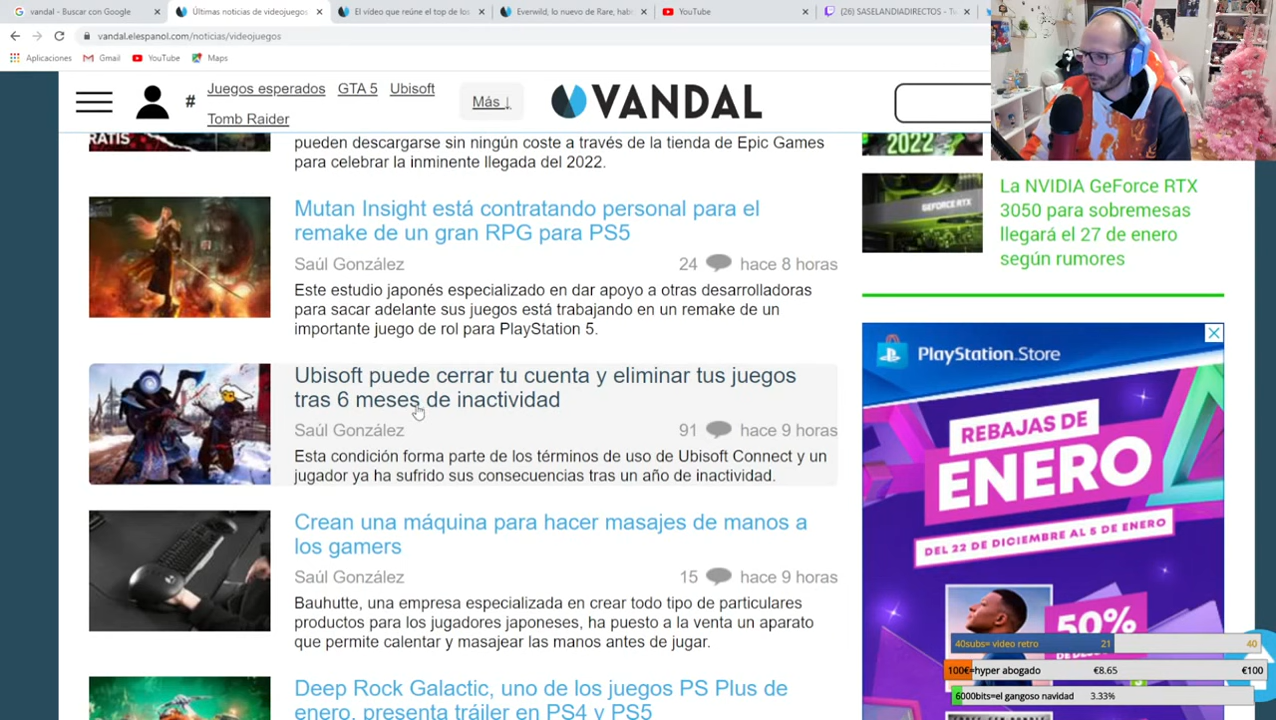 vandal - Buscar con Google
Últimas noticias de videojuegos
El vídeo que reúne el top de los
Everwild, lo nuevo de Rare, hab
YouTube
(26) SASELANDIADIRECTOS - Tw
vandal.elespanol.com/noticias/videojuegos
Aplicaciones
Gmail
YouTube
Maps
#
Juegos esperados
GTA 5
Ubisoft
Tomb Raider
Más ↓
VANDAL
GRATIS
pueden descargarse sin ningún coste a través de la tienda de Epic Games
para celebrar la inminente llegada del 2022.
Mutan Insight está contratando personal para el
remake de un gran RPG para PS5
Saúl González
24
hace 8 horas
Este estudio japonés especializado en dar apoyo a otras desarrolladoras
para sacar adelante sus juegos está trabajando en un remake de un
importante juego de rol para PlayStation 5.
Ubisoft puede cerrar tu cuenta y eliminar tus juegos
tras 6 meses de inactividad
Saúl González
91
hace 9 horas
Esta condición forma parte de los términos de uso de Ubisoft Connect y un
jugador ya ha sufrido sus consecuencias tras un año de inactividad.
Crean una máquina para hacer masajes de manos a
los gamers
Saúl González
15
hace 9 horas
Bauhutte, una empresa especializada en crear todo tipo de particulares
productos para los jugadores japoneses, ha puesto a la venta un aparato
que permite calentar y masajear las manos antes de jugar.
Deep Rock Galactic, uno de los juegos PS Plus de
enero, presenta tráiler en PS4 y PS5
2022
GEFORCE RTX
La NVIDIA GeForce RTX
3050 para sobremesas
llegará el 27 de enero
según rumores
PlayStation Store
REBAJAS DE
ENERO
DEL 22 DE DICIEMBRE AL 5 DE ENERO
50%
40subs= video retro
21
40
100€=hyper abogado
€8.65
€100
6000bits=el gangoso navidad
3.33%